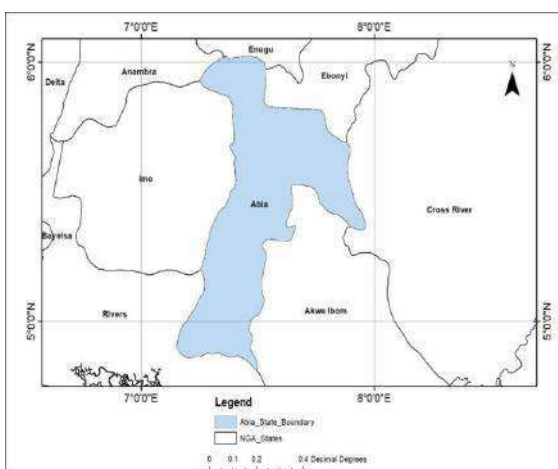 7°0'0"E 8°0'0"E
Enugu
6°0'0"N 6°0'0"N
Anambra Ebonyi
Delta
N
Imo
Abia Cross River
Bayelsa
Rivers Akwa Ibom
5°0'0"N 5°0'0"N
7°0'0"E 8°0'0"E
Legend
Abia_State_Boundary
NGA_States
0 0.1 0.2 0.4 Decimal Degrees